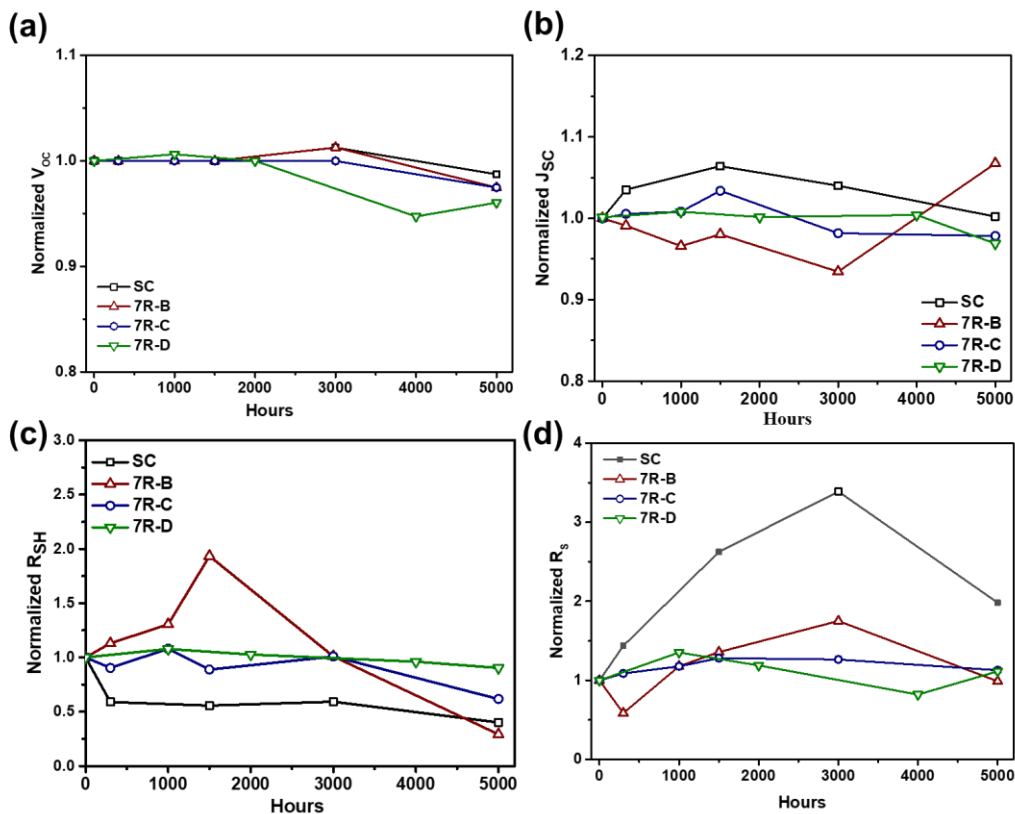 (a)
1.1
1.0
0.9
0.8
Normalized VOC
SC
7R-B
7R-C
7R-D
0 1000 2000 3000 4000 5000
Hours
(b)
1.2
1.1
1.0
0.9
0.8
Normalized JSC
SC
7R-B
7R-C
7R-D
0 1000 2000 3000 4000 5000
Hours
(c)
3.0
2.5
2.0
1.5
1.0
0.5
0.0
Normalized RSH
SC
7R-B
7R-C
7R-D
0 1000 2000 3000 4000 5000
Hours
(d)
4
3
2
1
0
Normalized RS
SC
7R-B
7R-C
7R-D
0 1000 2000 3000 4000 5000
Hours